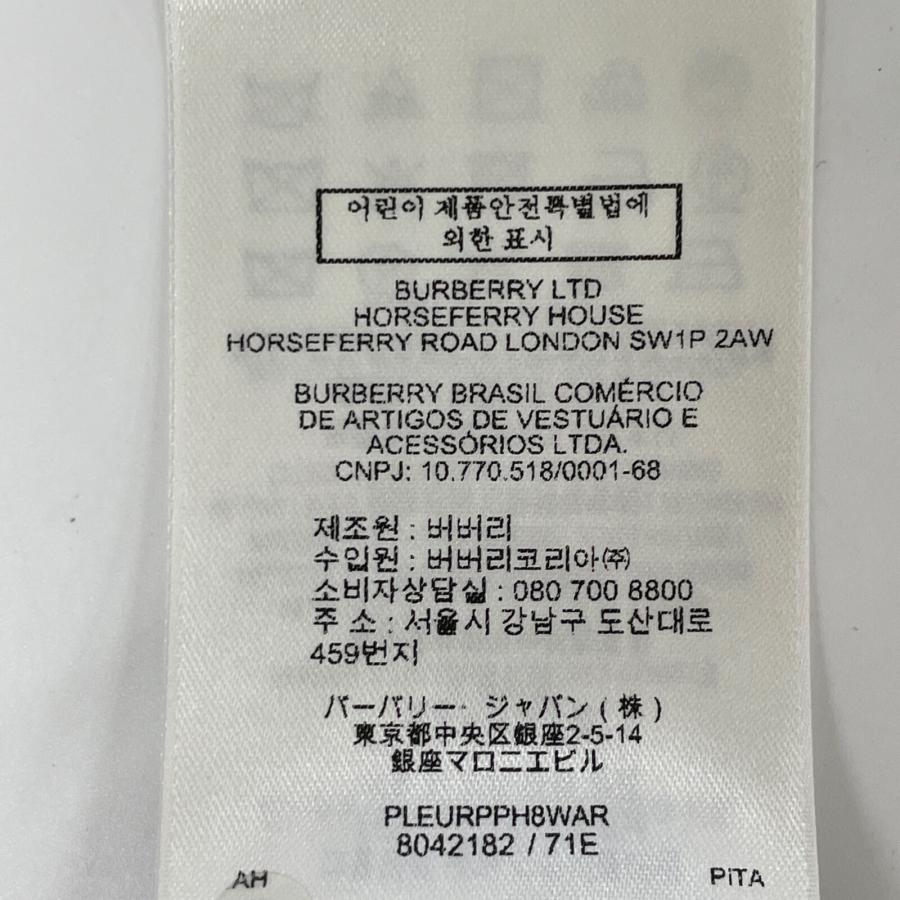 어린이 제품안전특별법에
의한 표시
BURBERRY LTD
HORSEFERRY HOUSE
HORSEFERRY ROAD LONDON SW1P 2AW
BURBERRY BRASIL COMÉRCIO
DE ARTIGOS DE VESTUÁRIO E
ACESSÓRIOS LTDA.
CNPJ: 10.770.518/0001-68
제조원 : 버버리
수입원 : 버버리코리아㈜
소비자상담실 : 080 700 8800
주 소 : 서울시 강남구 도산대로
459번지
バーバリー・ジャパン ( 株 )
東京都中央区銀座2-5-14
銀座マロニエビル
PLEURPPH8WAR
8042182 / 71E
AH PiTA